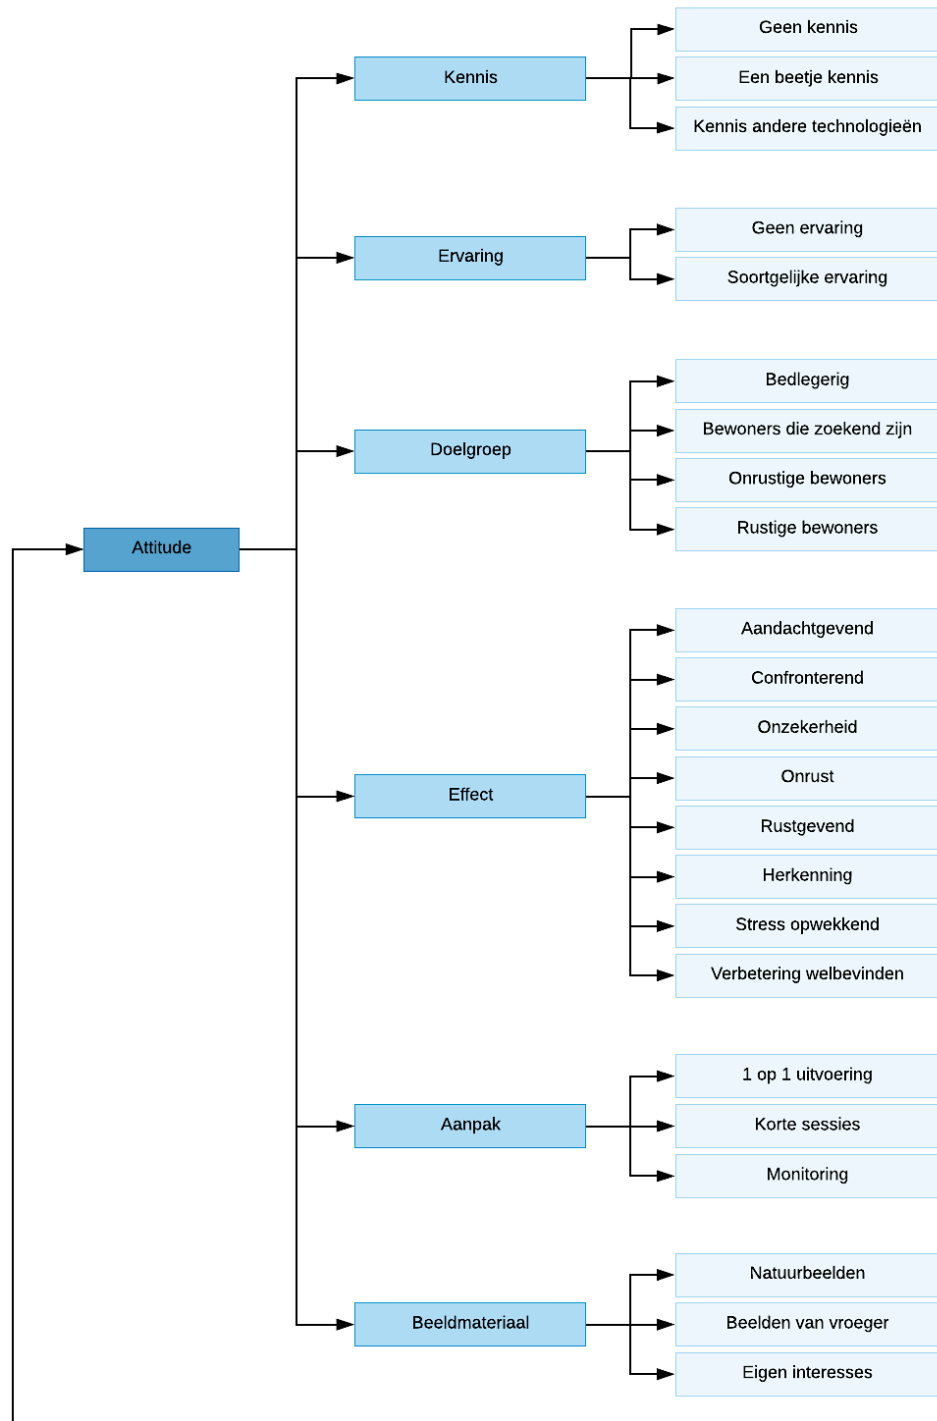 Attitude
Kennis
Geen kennis
Een beetje kennis
Kennis andere technologieën
Ervaring
Geen ervaring
Soortgelijke ervaring
Doelgroep
Bedlegerig
Bewoners die zoekend zijn
Onrustige bewoners
Rustige bewoners
Effect
Aandachtgevend
Confronterend
Onzekerheid
Onrust
Rustgevend
Herkenning
Stress opwekkend
Verbetering welbevinden
Aanpak
1 op 1 uitvoering
Korte sessies
Monitoring
Beeldmateriaal
Natuurbeelden
Beelden van vroeger
Eigen interesses